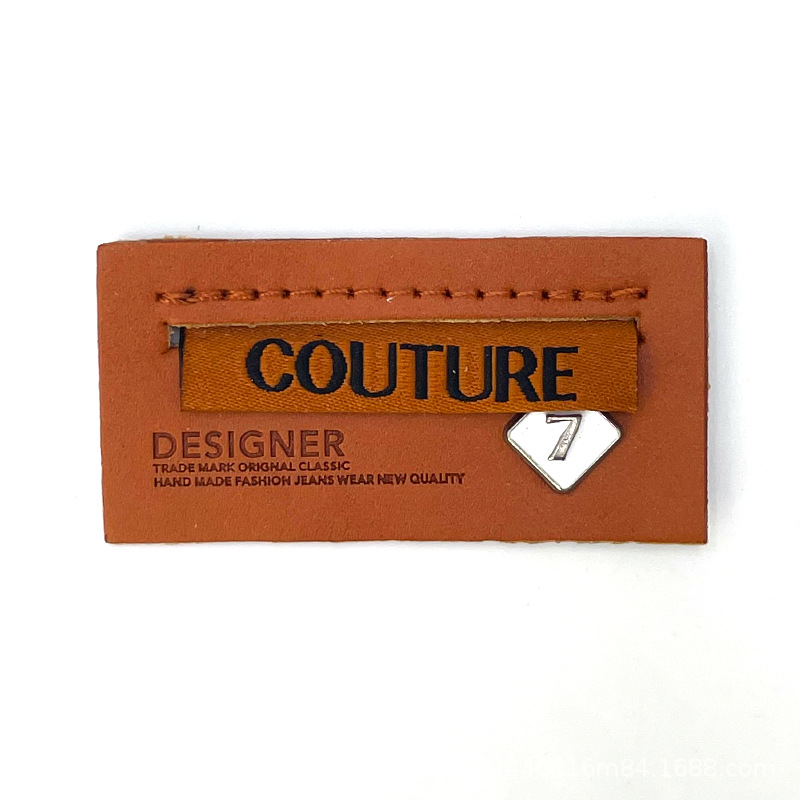 COUTURE
7
DESIGNER
TRADE MARK ORIGNAL CLASSIC
HAND MADE FASHION JEANS WEAR NEW QUALITY